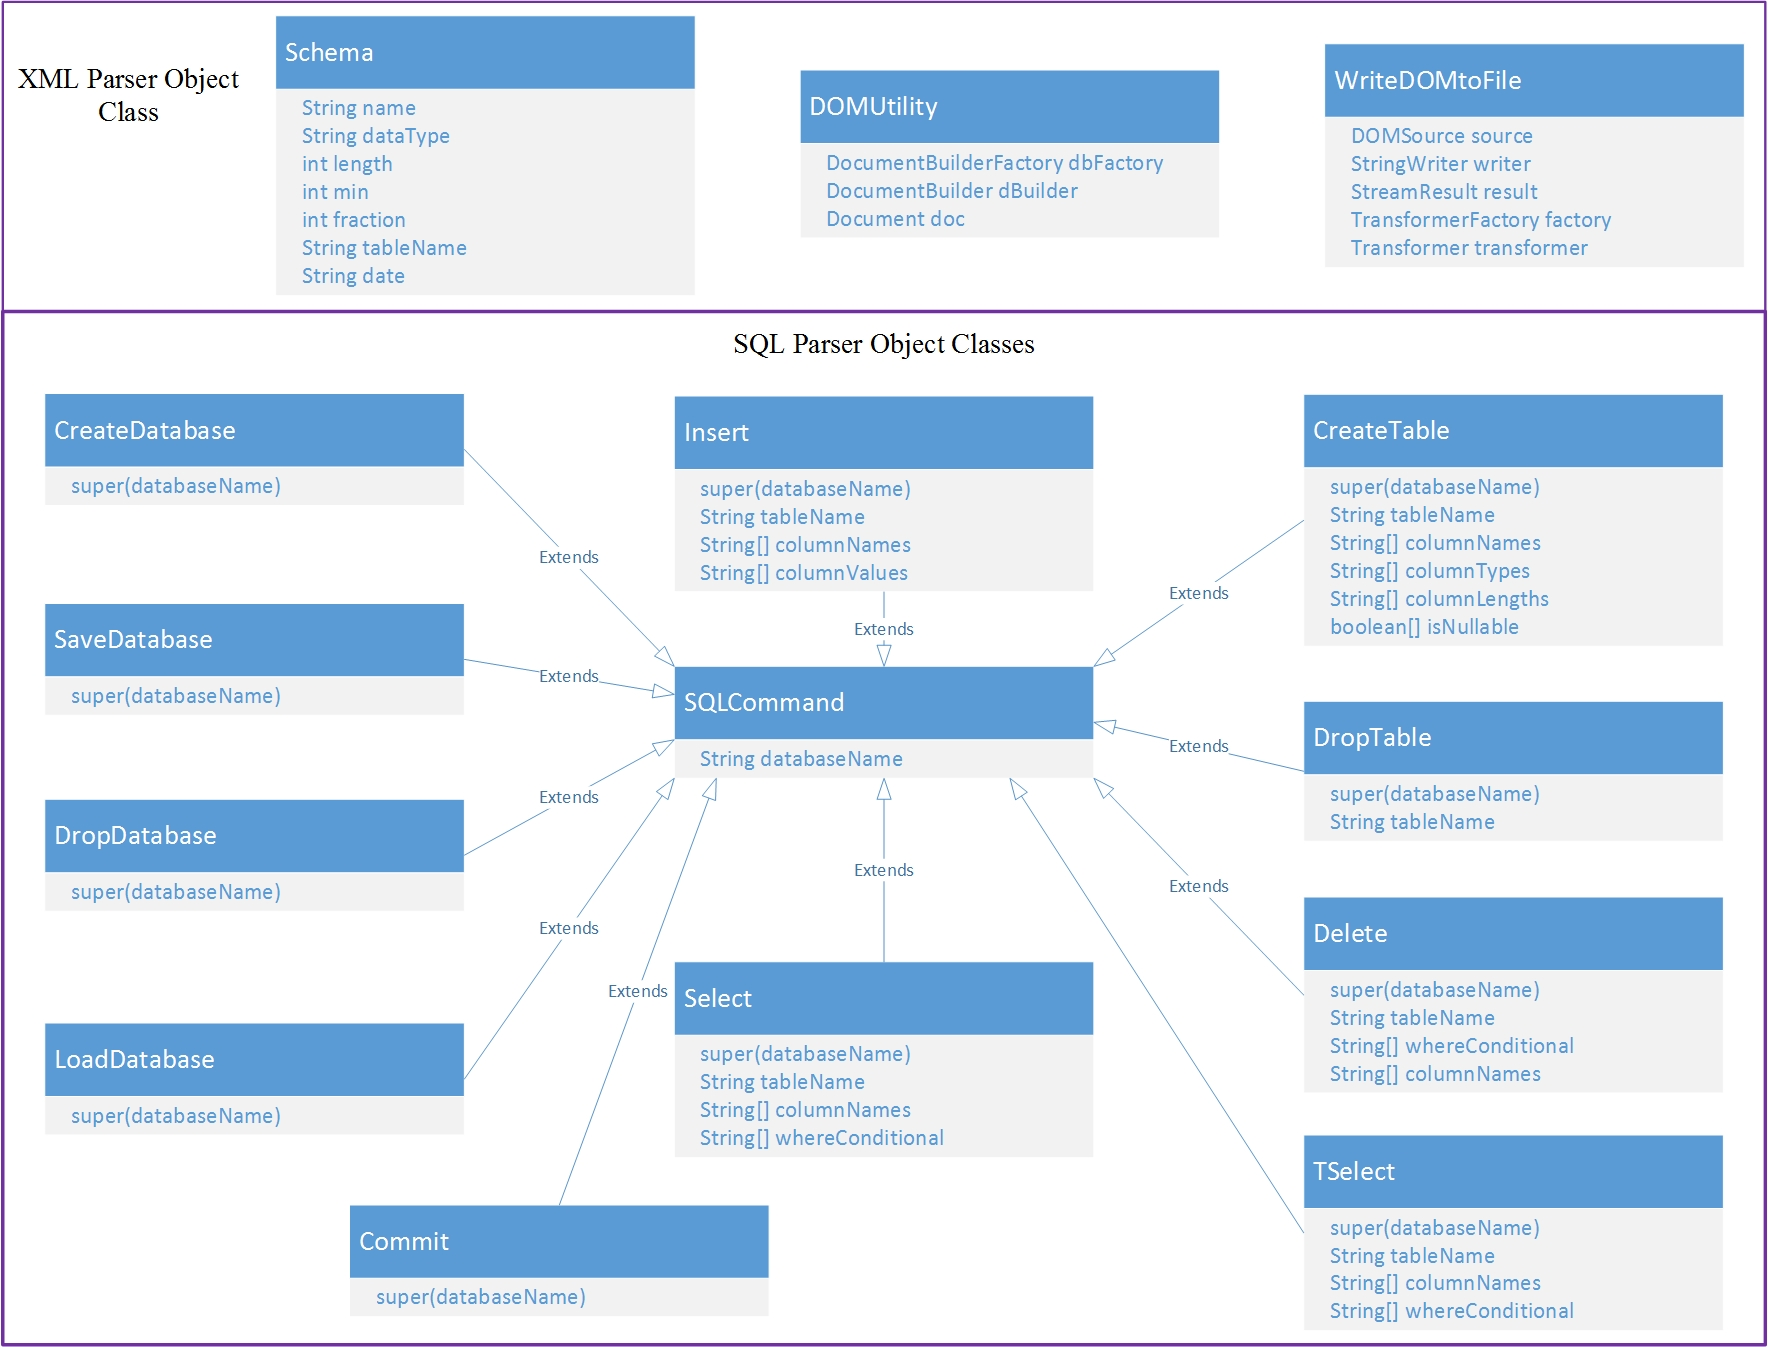 XML Parser Object
Class
Schema
String name
String dataType
int length
int min
int fraction
String tableName
String date
DOMUtility
DocumentBuilderFactory dbFactory
DocumentBuilder dBuilder
Document doc
WriteDOMtoFile
DOMSource source
StringWriter writer
StreamResult result
TransformerFactory factory
Transformer transformer
SQL Parser Object Classes
CreateDatabase
super(databaseName)
Extends
SaveDatabase
super(databaseName)
Extends
DropDatabase
super(databaseName)
Extends
LoadDatabase
super(databaseName)
Extends
Commit
super(databaseName)
Extends
Insert
super(databaseName)
String tableName
String[] columnNames
String[] columnValues
Extends
SQLCommand
String databaseName
Extends
Select
super(databaseName)
String tableName
String[] columnNames
String[] whereConditional
CreateTable
super(databaseName)
String tableName
String[] columnNames
String[] columnTypes
String[] columnLengths
boolean[] isNullable
Extends
DropTable
super(databaseName)
String tableName
Extends
Delete
super(databaseName)
String tableName
String[] whereConditional
String[] columnNames
Extends
TSelect
super(databaseName)
String tableName
String[] columnNames
String[] whereConditional